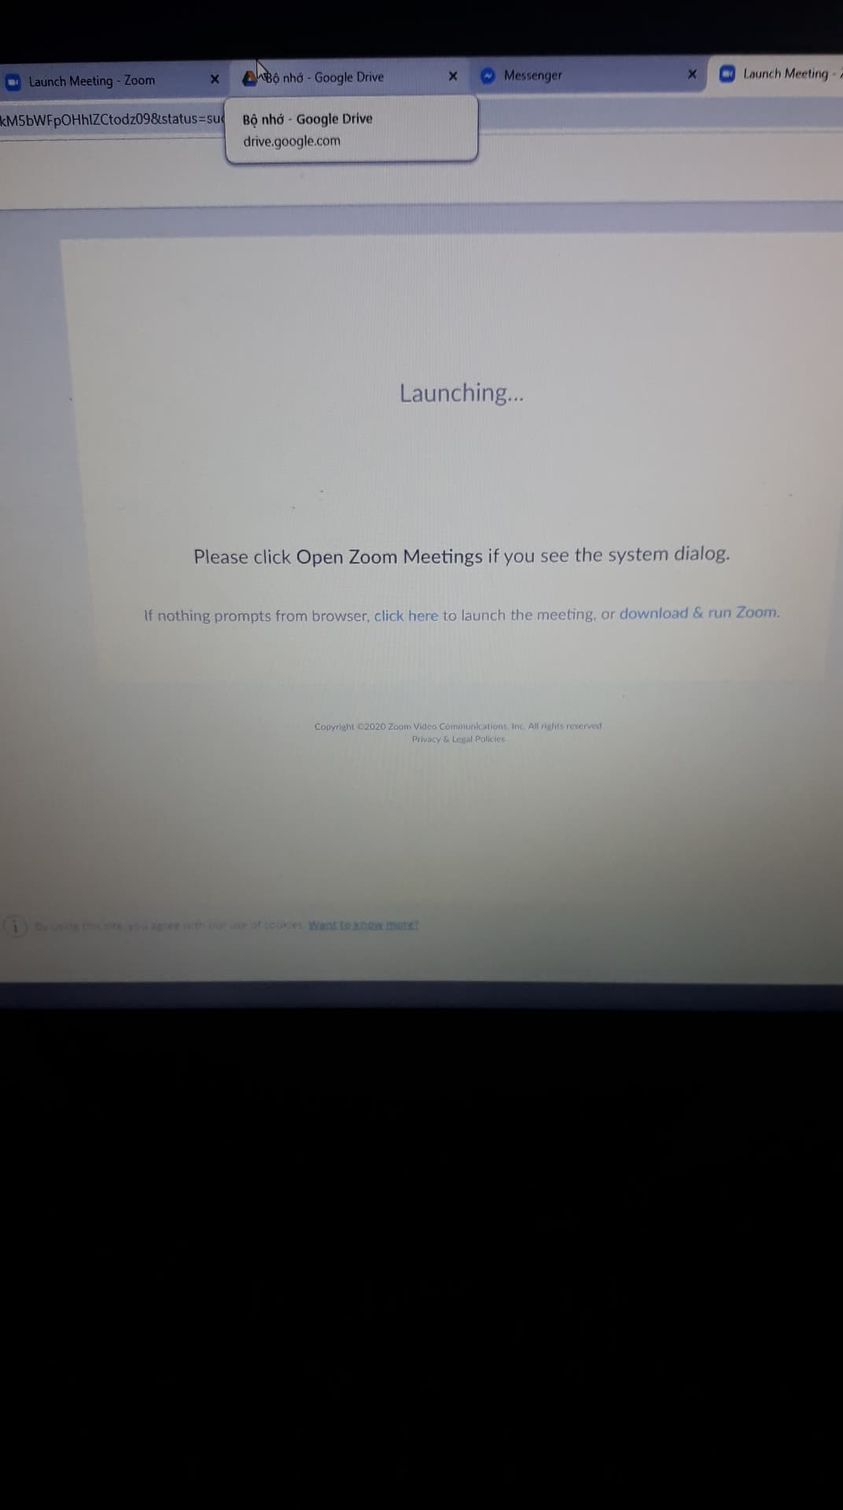 Launch Meeting - Zoom
Bộ nhớ - Google Drive
Messenger
Launch Meeting -
kM5bWFpOHhlZCtodz09&status=su
Bộ nhớ - Google Drive
drive.google.com
Launching...
Please click Open Zoom Meetings if you see the system dialog.
If nothing prompts from browser, click here to launch the meeting, or download & run Zoom.
Copyright ©2020 Zoom Video Communications, Inc. All rights reserved
Privacy & Legal Policies
By using this site, you agree with our use of cookies. Want to know more?